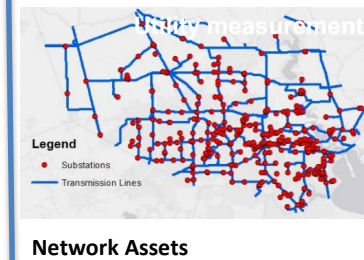 Utility measurement
Legend
Substations
Transmission Lines
Network Assets